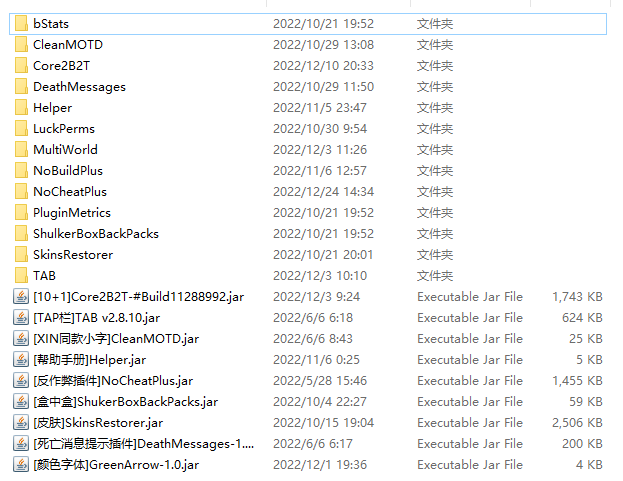 bStats 2022/10/21 19:52 文件夹
CleanMOTD 2022/10/29 13:08 文件夹
Core2B2T 2022/12/10 20:33 文件夹
DeathMessages 2022/10/29 11:50 文件夹
Helper 2022/11/5 23:47 文件夹
LuckPerms 2022/10/30 9:54 文件夹
MultiWorld 2022/12/3 11:26 文件夹
NoBuildPlus 2022/11/6 12:57 文件夹
NoCheatPlus 2022/12/24 14:34 文件夹
PluginMetrics 2022/10/21 19:52 文件夹
ShulkerBoxBackPacks 2022/10/21 19:52 文件夹
SkinsRestorer 2022/10/21 20:01 文件夹
TAB 2022/12/3 10:10 文件夹
[10+1]Core2B2T-#Build11288992.jar 2022/12/3 9:24 Executable Jar File 1,743 KB
[TAP栏]TAB v2.8.10.jar 2022/6/6 6:18 Executable Jar File 624 KB
[XIN同款小字]CleanMOTD.jar 2022/6/6 8:43 Executable Jar File 25 KB
[帮助手册]Helper.jar 2022/11/6 0:25 Executable Jar File 5 KB
[反作弊插件]NoCheatPlus.jar 2022/5/28 15:46 Executable Jar File 1,455 KB
[盒中盒]ShukerBoxBackPacks.jar 2022/10/4 22:27 Executable Jar File 59 KB
[皮肤]SkinsRestorer.jar 2022/10/15 19:04 Executable Jar File 2,506 KB
[死亡消息提示插件]DeathMessages-1.... 2022/6/6 6:17 Executable Jar File 200 KB
[颜色字体]GreenArrow-1.0.jar 2022/12/1 19:36 Executable Jar File 4 KB